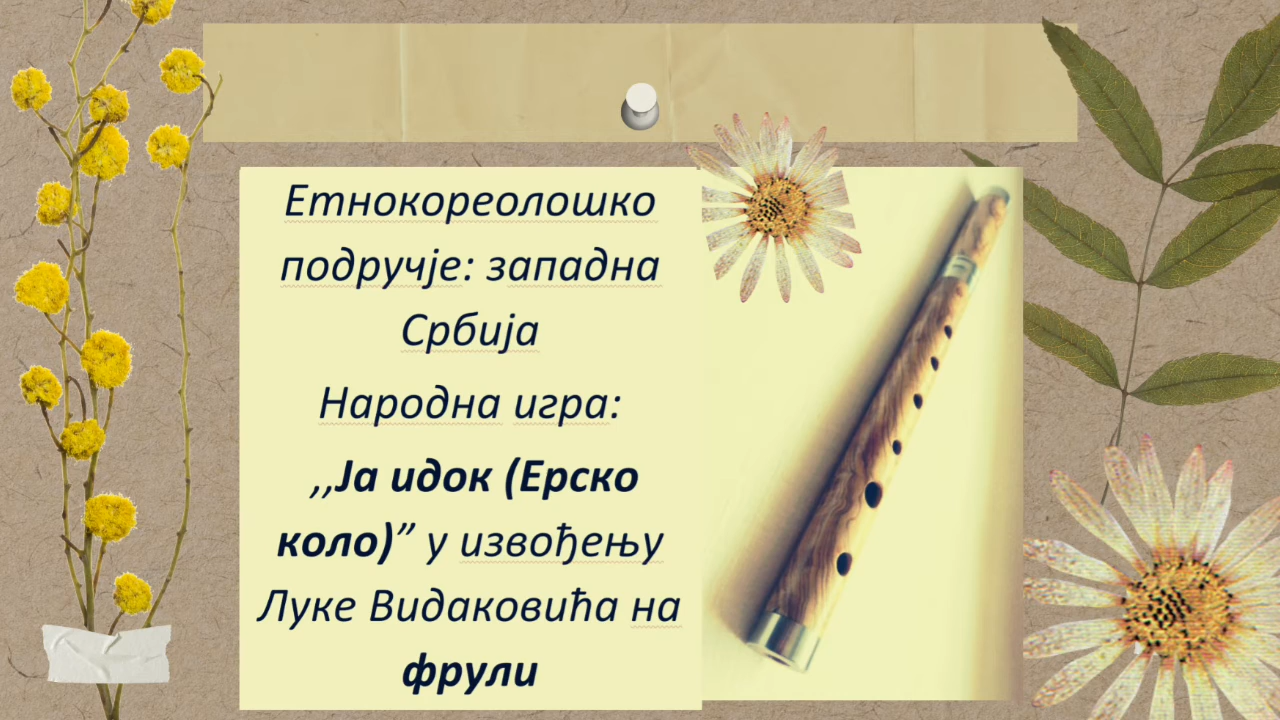 Етнокореолошко
подручје: западна
Србија
Народна игра:
,,Ја идок (Ерско
коло)” у извођењу
Луке Видаковића на
фрули